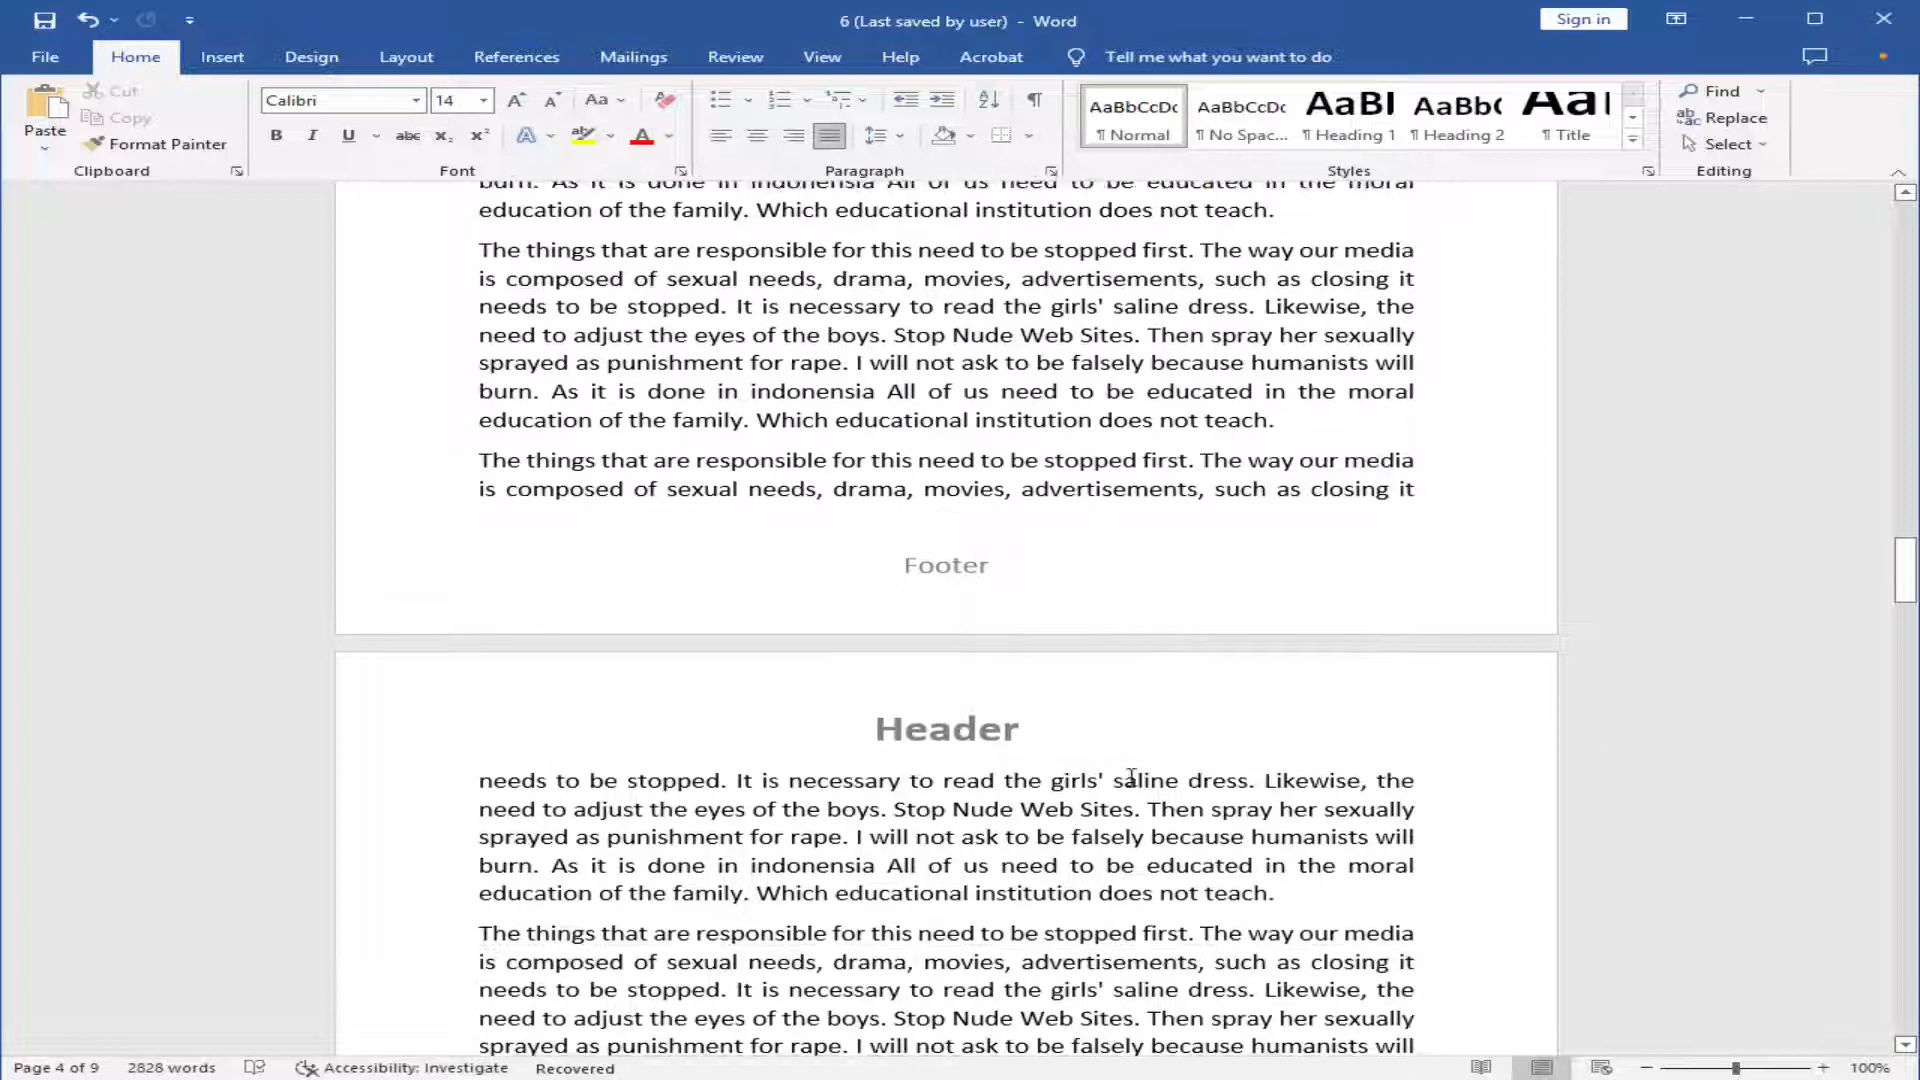 6 (Last saved by user) - Word
Sign in
File
Home
Insert
Design
Layout
References
Mailings
Review
View
Help
Acrobat
Tell me what you want to do
Paste
Cut
Copy
Format Painter
Clipboard
Calibri
14
Font
Paragraph
AaBbCcDc
¶ Normal
AaBbCcDc
¶ No Spac...
AaBl
¶ Heading 1
AaBb(
¶ Heading 2
¶ Title
Styles
Find
Replace
Select
Editing
burn. As it is done in indonensia All of us need to be educated in the moral
education of the family. Which educational institution does not teach.
The things that are responsible for this need to be stopped first. The way our media
is composed of sexual needs, drama, movies, advertisements, such as closing it
needs to be stopped. It is necessary to read the girls' saline dress. Likewise, the
need to adjust the eyes of the boys. Stop Nude Web Sites. Then spray her sexually
sprayed as punishment for rape. I will not ask to be falsely because humanists will
burn. As it is done in indonensia All of us need to be educated in the moral
education of the family. Which educational institution does not teach.
The things that are responsible for this need to be stopped first. The way our media
is composed of sexual needs, drama, movies, advertisements, such as closing it
Footer
Header
needs to be stopped. It is necessary to read the girls' saline dress. Likewise, the
need to adjust the eyes of the boys. Stop Nude Web Sites. Then spray her sexually
sprayed as punishment for rape. I will not ask to be falsely because humanists will
burn. As it is done in indonensia All of us need to be educated in the moral
education of the family. Which educational institution does not teach.
The things that are responsible for this need to be stopped first. The way our media
is composed of sexual needs, drama, movies, advertisements, such as closing it
needs to be stopped. It is necessary to read the girls' saline dress. Likewise, the
need to adjust the eyes of the boys. Stop Nude Web Sites. Then spray her sexually
sprayed as punishment for rape. I will not ask to be falsely because humanists will
Page 4 of 9
2828 words
Accessibility: Investigate
Recovered
100%